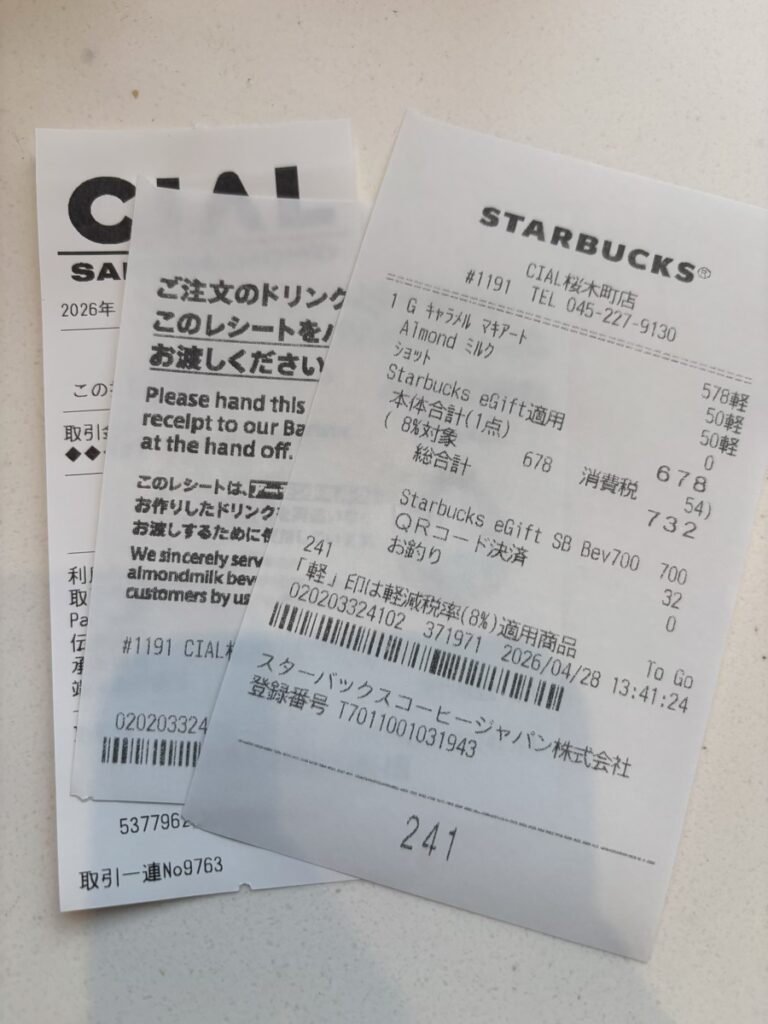 CIAL
2026年
取引
◆◆
利
取
Pa
伝
承
端
取引一連No9763
ご注文のドリンク
このレシートを
お渡しください
Please hand this
receipt to our Ba
at the hand off.
このレシートは、
お作りしたドリンク
お渡しするために
We sincerely serv
almondmilk bev
customers by us
#1191 CIAL
020203324
STARBUCKS®
CIAL桜木町店
#1191 TEL 045-227-9130
1 G キャラメル マキアート 578軽
Almond ミルク 50軽
ショット 50軽
Starbucks eGift適用 0
本体合計(1点) 678
( 8%対象 678 消費税 54)
総合計 732
Starbucks eGift SB Bev700 700
QRコード決済 32
お釣り 0
241 To Go
「軽」印は軽減税率(8%)適用商品
020203324102 371971 2026/04/28 13:41:24
スターバックスコーヒージャパン株式会社
登録番号 T7011001031943
241